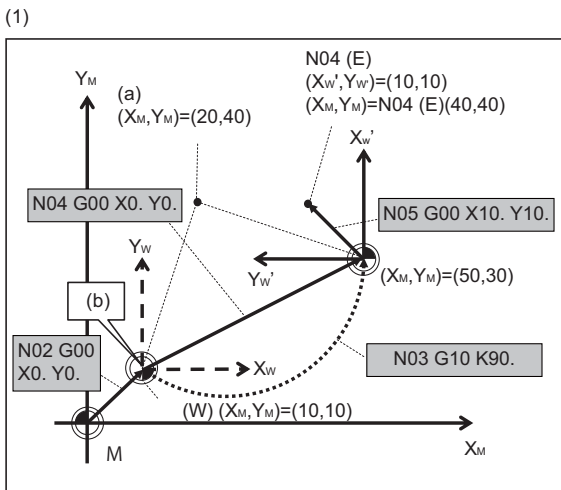 (1)
N04 (E)
(XW',YW')=(10,10)
(XM,YM)=N04 (E)(40,40)
YM
(a)
(XM,YM)=(20,40)
XW'
N04 G00 X0. Y0.
N05 G00 X10. Y10.
YW
YW'
(XM,YM)=(50,30)
(b)
N02 G00
X0. Y0.
XW
N03 G10 K90.
(W) (XM,YM)=(10,10)
M
XM